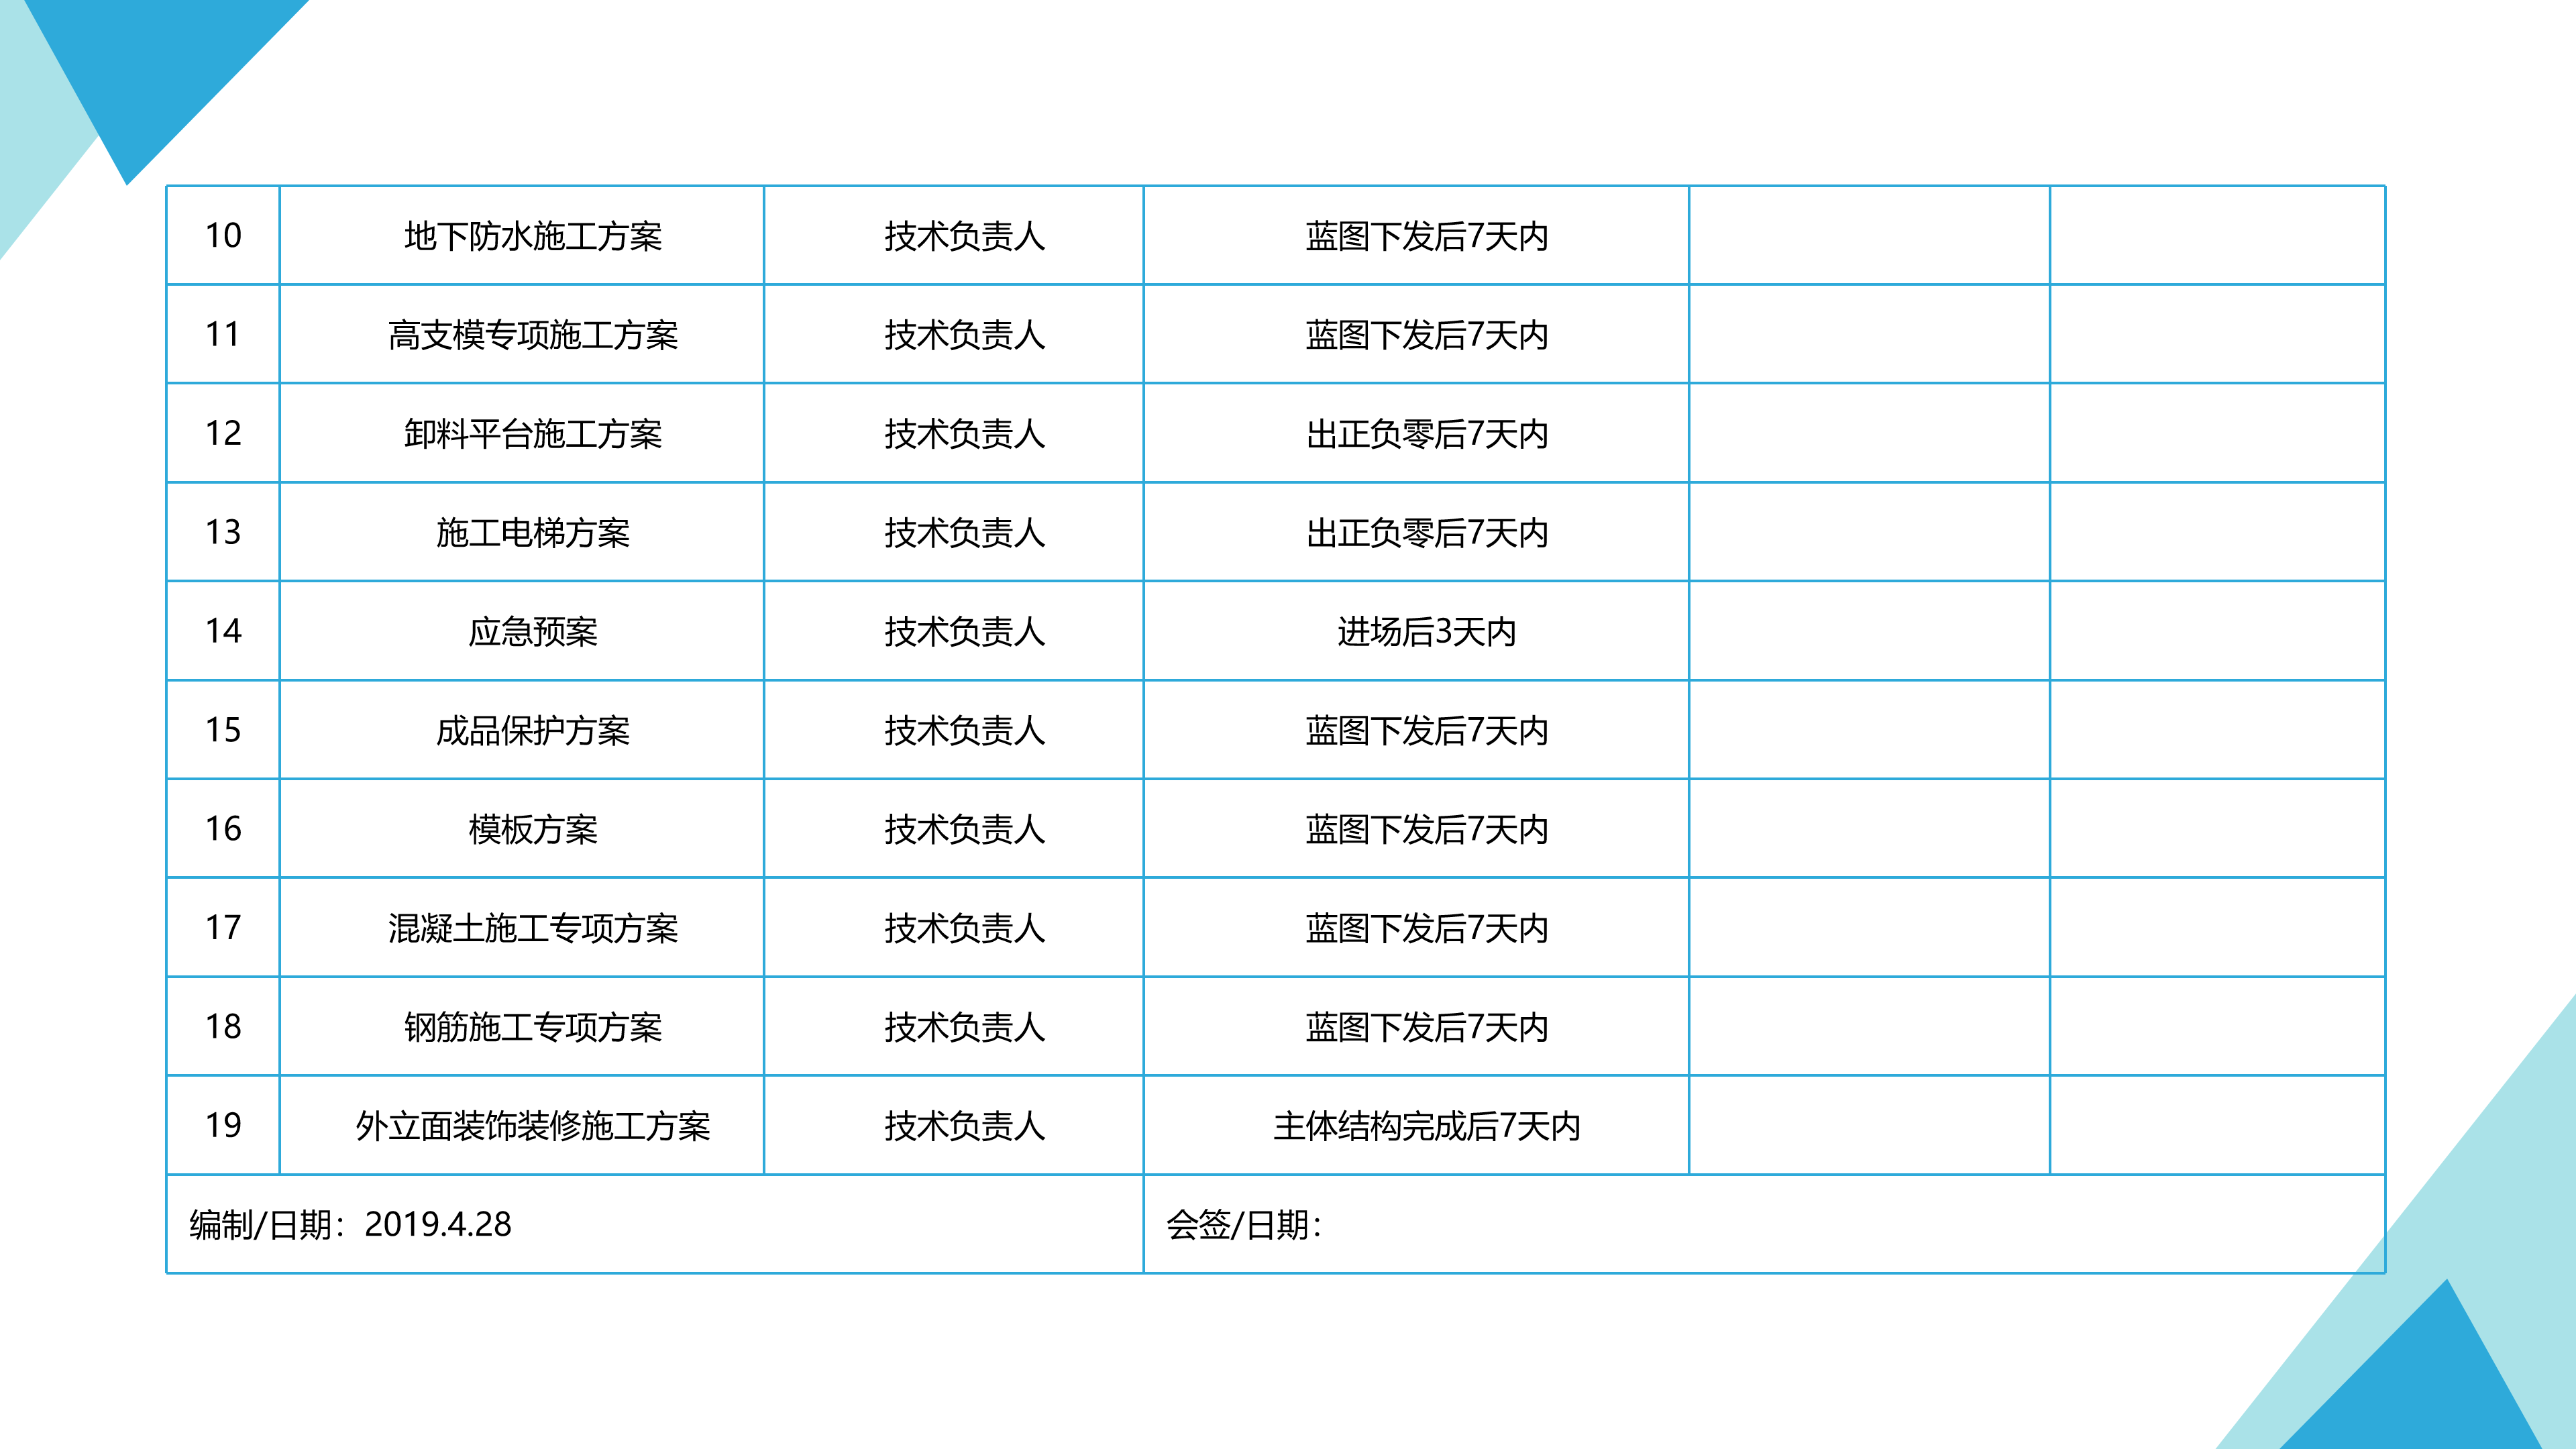 10 地下防水施工方案 技术负责人 蓝图下发后7天内
11 高支模专项施工方案 技术负责人 蓝图下发后7天内
12 卸料平台施工方案 技术负责人 出正负零后7天内
13 施工电梯方案 技术负责人 出正负零后7天内
14 应急预案 技术负责人 进场后3天内
15 成品保护方案 技术负责人 蓝图下发后7天内
16 模板方案 技术负责人 蓝图下发后7天内
17 混凝土施工专项方案 技术负责人 蓝图下发后7天内
18 钢筋施工专项方案 技术负责人 蓝图下发后7天内
19 外立面装饰装修施工方案 技术负责人 主体结构完成后7天内
编制/日期：2019.4.28 会签/日期：